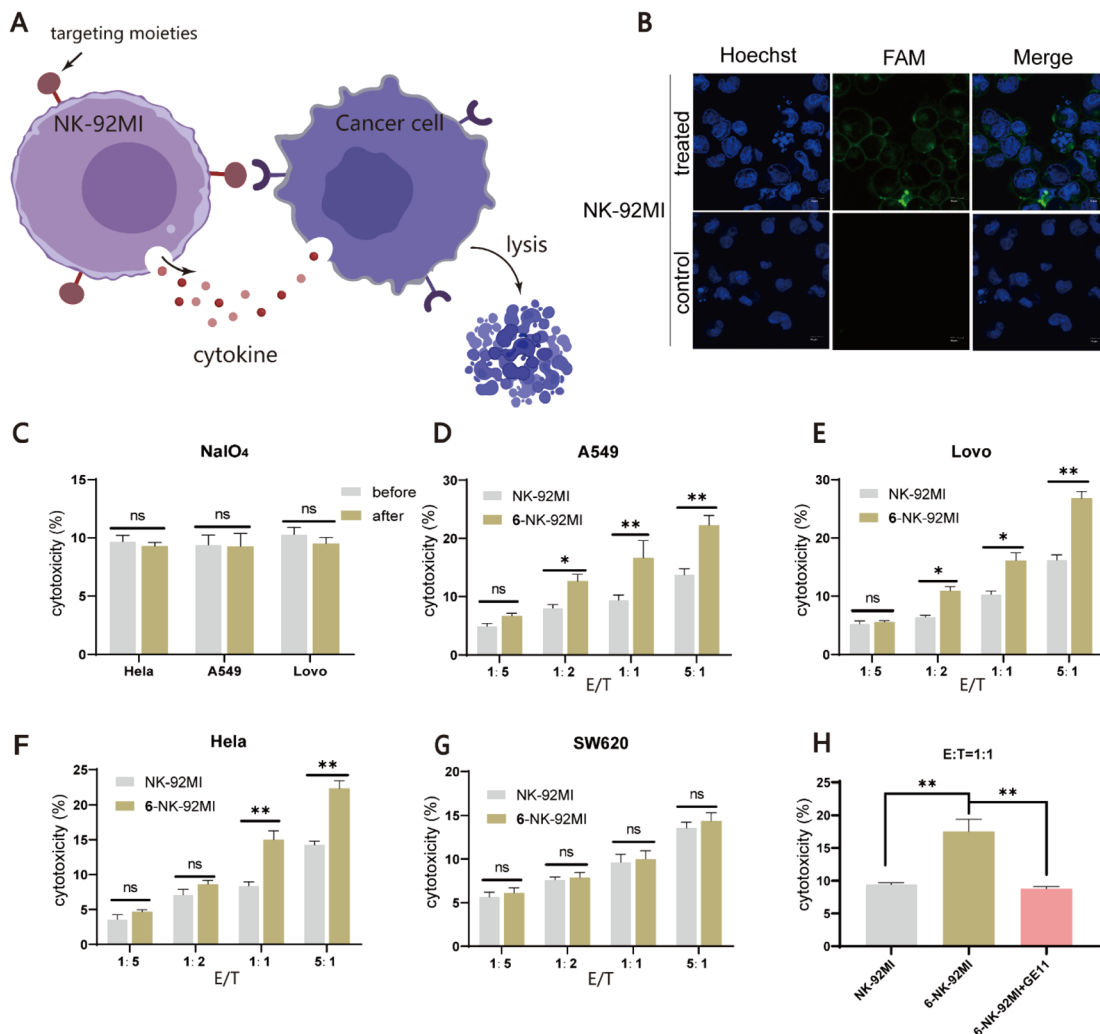 A
targeting moieties
NK-92MI
Cancer cell
lysis
cytokine
B
Hoechst FAM Merge
NK-92MI
treated
control
C
NaIO₄
cytotoxicity (%)
15
10
5
0
ns ns ns
before
after
Hela A549 Lovo
D
A549
cytotoxicity (%)
30
20
10
0
NK-92MI
6-NK-92MI
ns * ** **
1: 5 1: 2 1: 1 5: 1
E/T
E
Lovo
cytotoxicity (%)
30
20
10
0
NK-92MI
6-NK-92MI
ns * * **
1: 5 1: 2 1: 1 5: 1
E/T
F
Hela
cytotoxicity (%)
25
20
15
10
5
0
NK-92MI
6-NK-92MI
ns ns ** **
1: 5 1: 2 1: 1 5: 1
E/T
G
SW620
cytotoxicity (%)
20
15
10
5
0
NK-92MI
6-NK-92MI
ns ns ns ns
1: 5 1: 2 1: 1 5: 1
E/T
H
E:T=1:1
cytotoxicity (%)
25
20
15
10
5
0
** **
NK-92MI
6-NK-92MI
6-NK-92MI+GE11